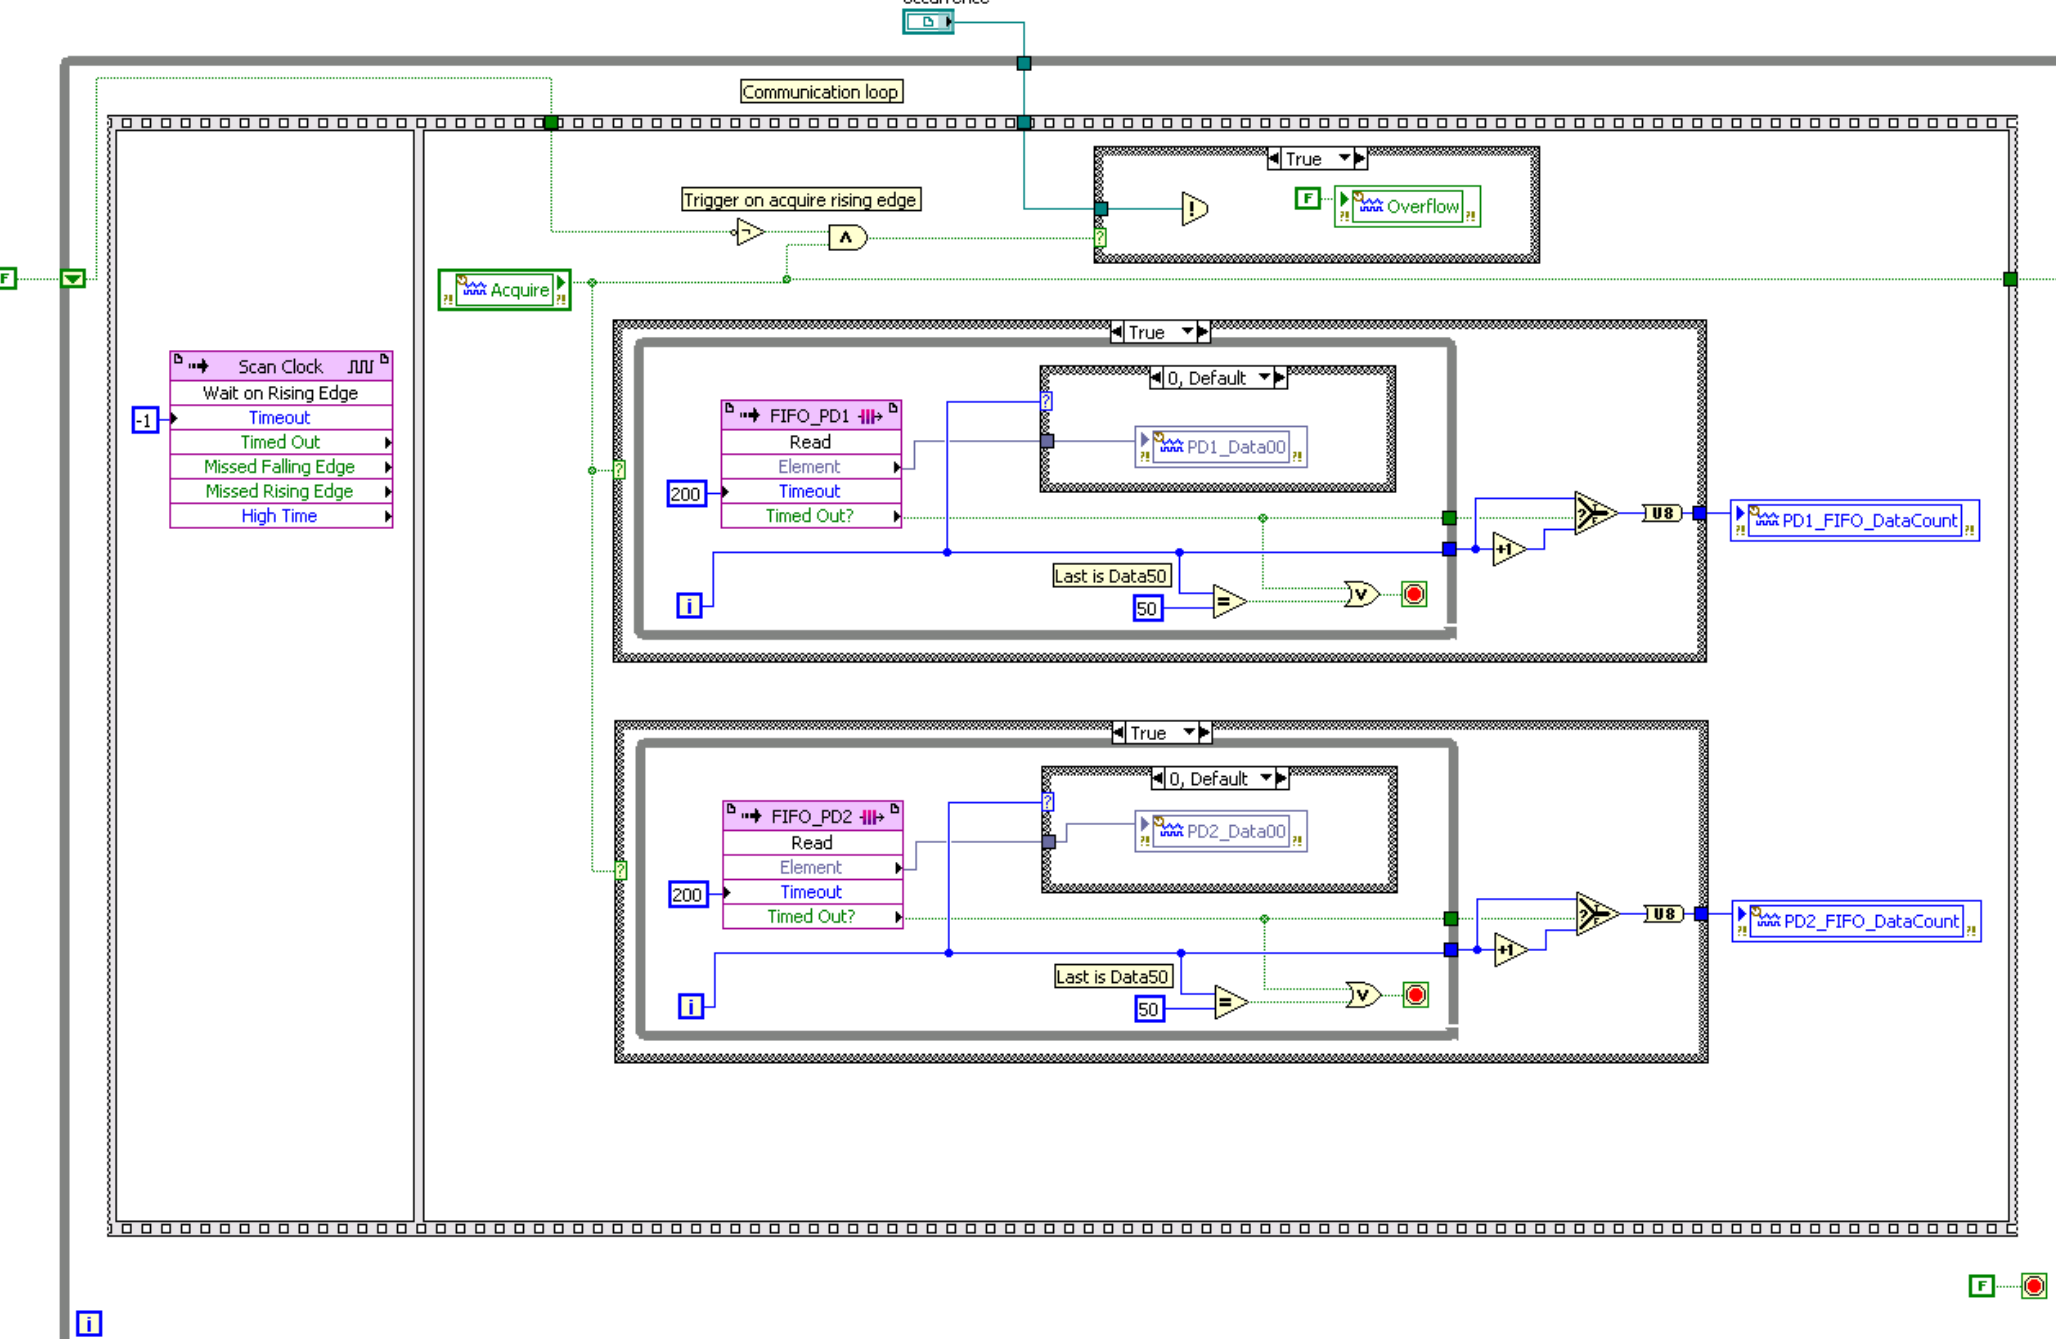 occurrence
Communication loop
True
Trigger on acquire rising edge
F
Overflow
F
Acquire
True
Scan Clock
Wait on Rising Edge
-1
Timeout
Timed Out
Missed Falling Edge
Missed Rising Edge
High Time
0, Default
FIFO_PD1
Read
Element
200
Timeout
Timed Out?
PD1_Data00
U8
PD1_FIFO_DataCount
+1
Last is Data50
i
50
=
True
0, Default
FIFO_PD2
Read
Element
200
Timeout
Timed Out?
PD2_Data00
U8
PD2_FIFO_DataCount
+1
Last is Data50
i
50
=
F
i